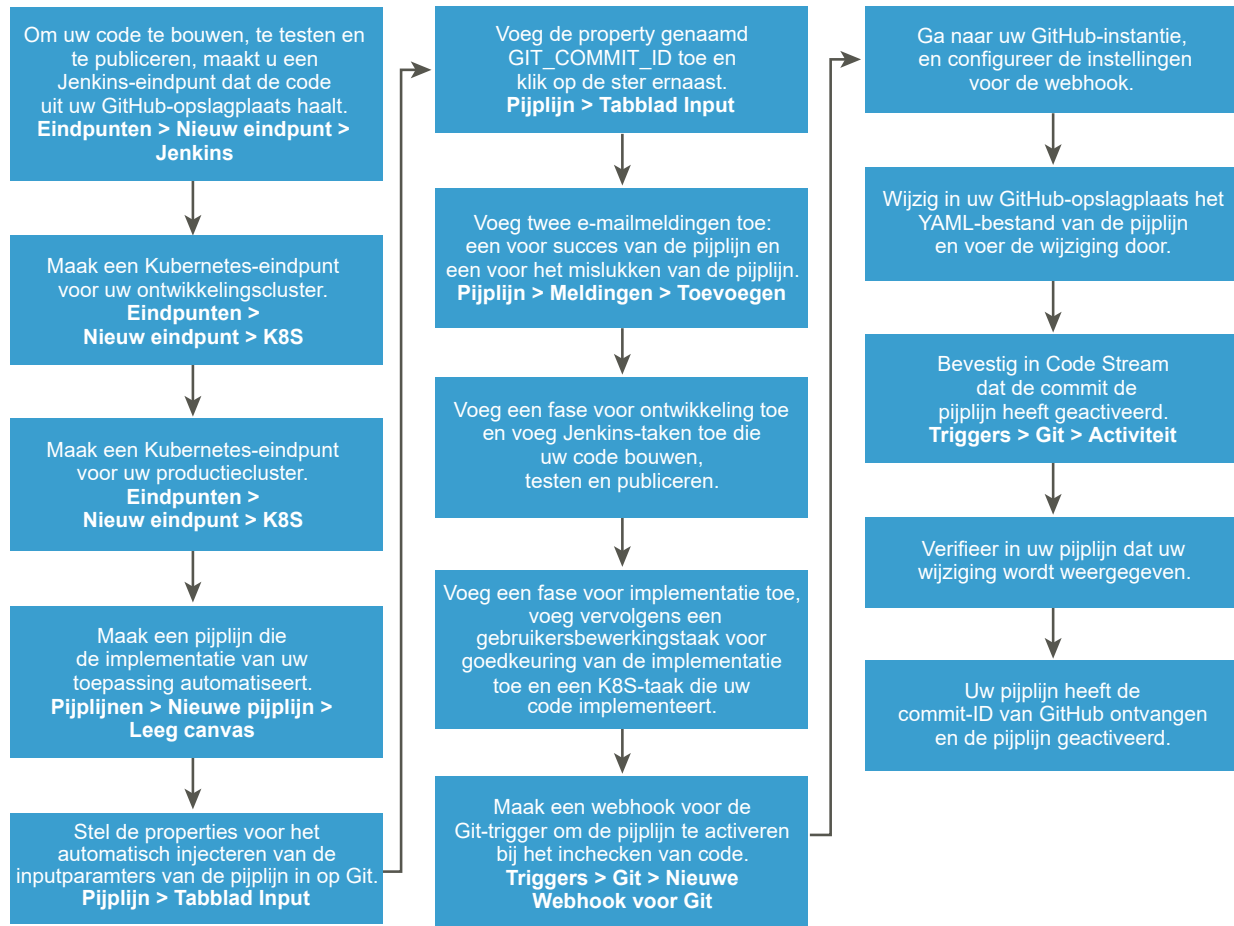 Om uw code te bouwen, te testen en
te publiceren, maakt u een
Jenkins-eindpunt dat de code
uit uw GitHub-opslagplaats haalt.
Eindpunten > Nieuw eindpunt >
Jenkins
Maak een Kubernetes-eindpunt
voor uw ontwikkelingscluster.
Eindpunten >
Nieuw eindpunt > K8S
Maak een Kubernetes-eindpunt
voor uw productiecluster.
Eindpunten >
Nieuw eindpunt > K8S
Maak een pijplijn die
de implementatie van uw
toepassing automatiseert.
Pijplijnen > Nieuwe pijplijn >
Leeg canvas
Stel de properties voor het
automatisch injecteren van de
inputparamters van de pijplijn in op Git.
Pijplijn > Tabblad Input
Voeg de property genaamd
GIT_COMMIT_ID toe en
klik op de ster ernaast.
Pijplijn > Tabblad Input
Voeg twee e-mailmeldingen toe:
een voor succes van de pijplijn en
een voor het mislukken van de pijplijn.
Pijplijn > Meldingen > Toevoegen
Voeg een fase voor ontwikkeling toe
en voeg Jenkins-taken toe die
uw code bouwen,
testen en publiceren.
Voeg een fase voor implementatie toe,
voeg vervolgens een
gebruikersbewerkingstaak voor
goedkeuring van de implementatie
toe en een K8S-taak die uw
code implementeert.
Maak een webhook voor de
Git-trigger om de pijplijn te activeren
bij het inchecken van code.
Triggers > Git > Nieuwe
Webhook voor Git
Ga naar uw GitHub-instantie,
en configureer de instellingen
voor de webhook.
Wijzig in uw GitHub-opslagplaats het
YAML-bestand van de pijplijn
en voer de wijziging door.
Bevestig in Code Stream
dat de commit de
pijplijn heeft geactiveerd.
Triggers > Git > Activiteit
Verifieer in uw pijplijn dat uw
wijziging wordt weergegeven.
Uw pijplijn heeft de
commit-ID van GitHub ontvangen
en de pijplijn geactiveerd.